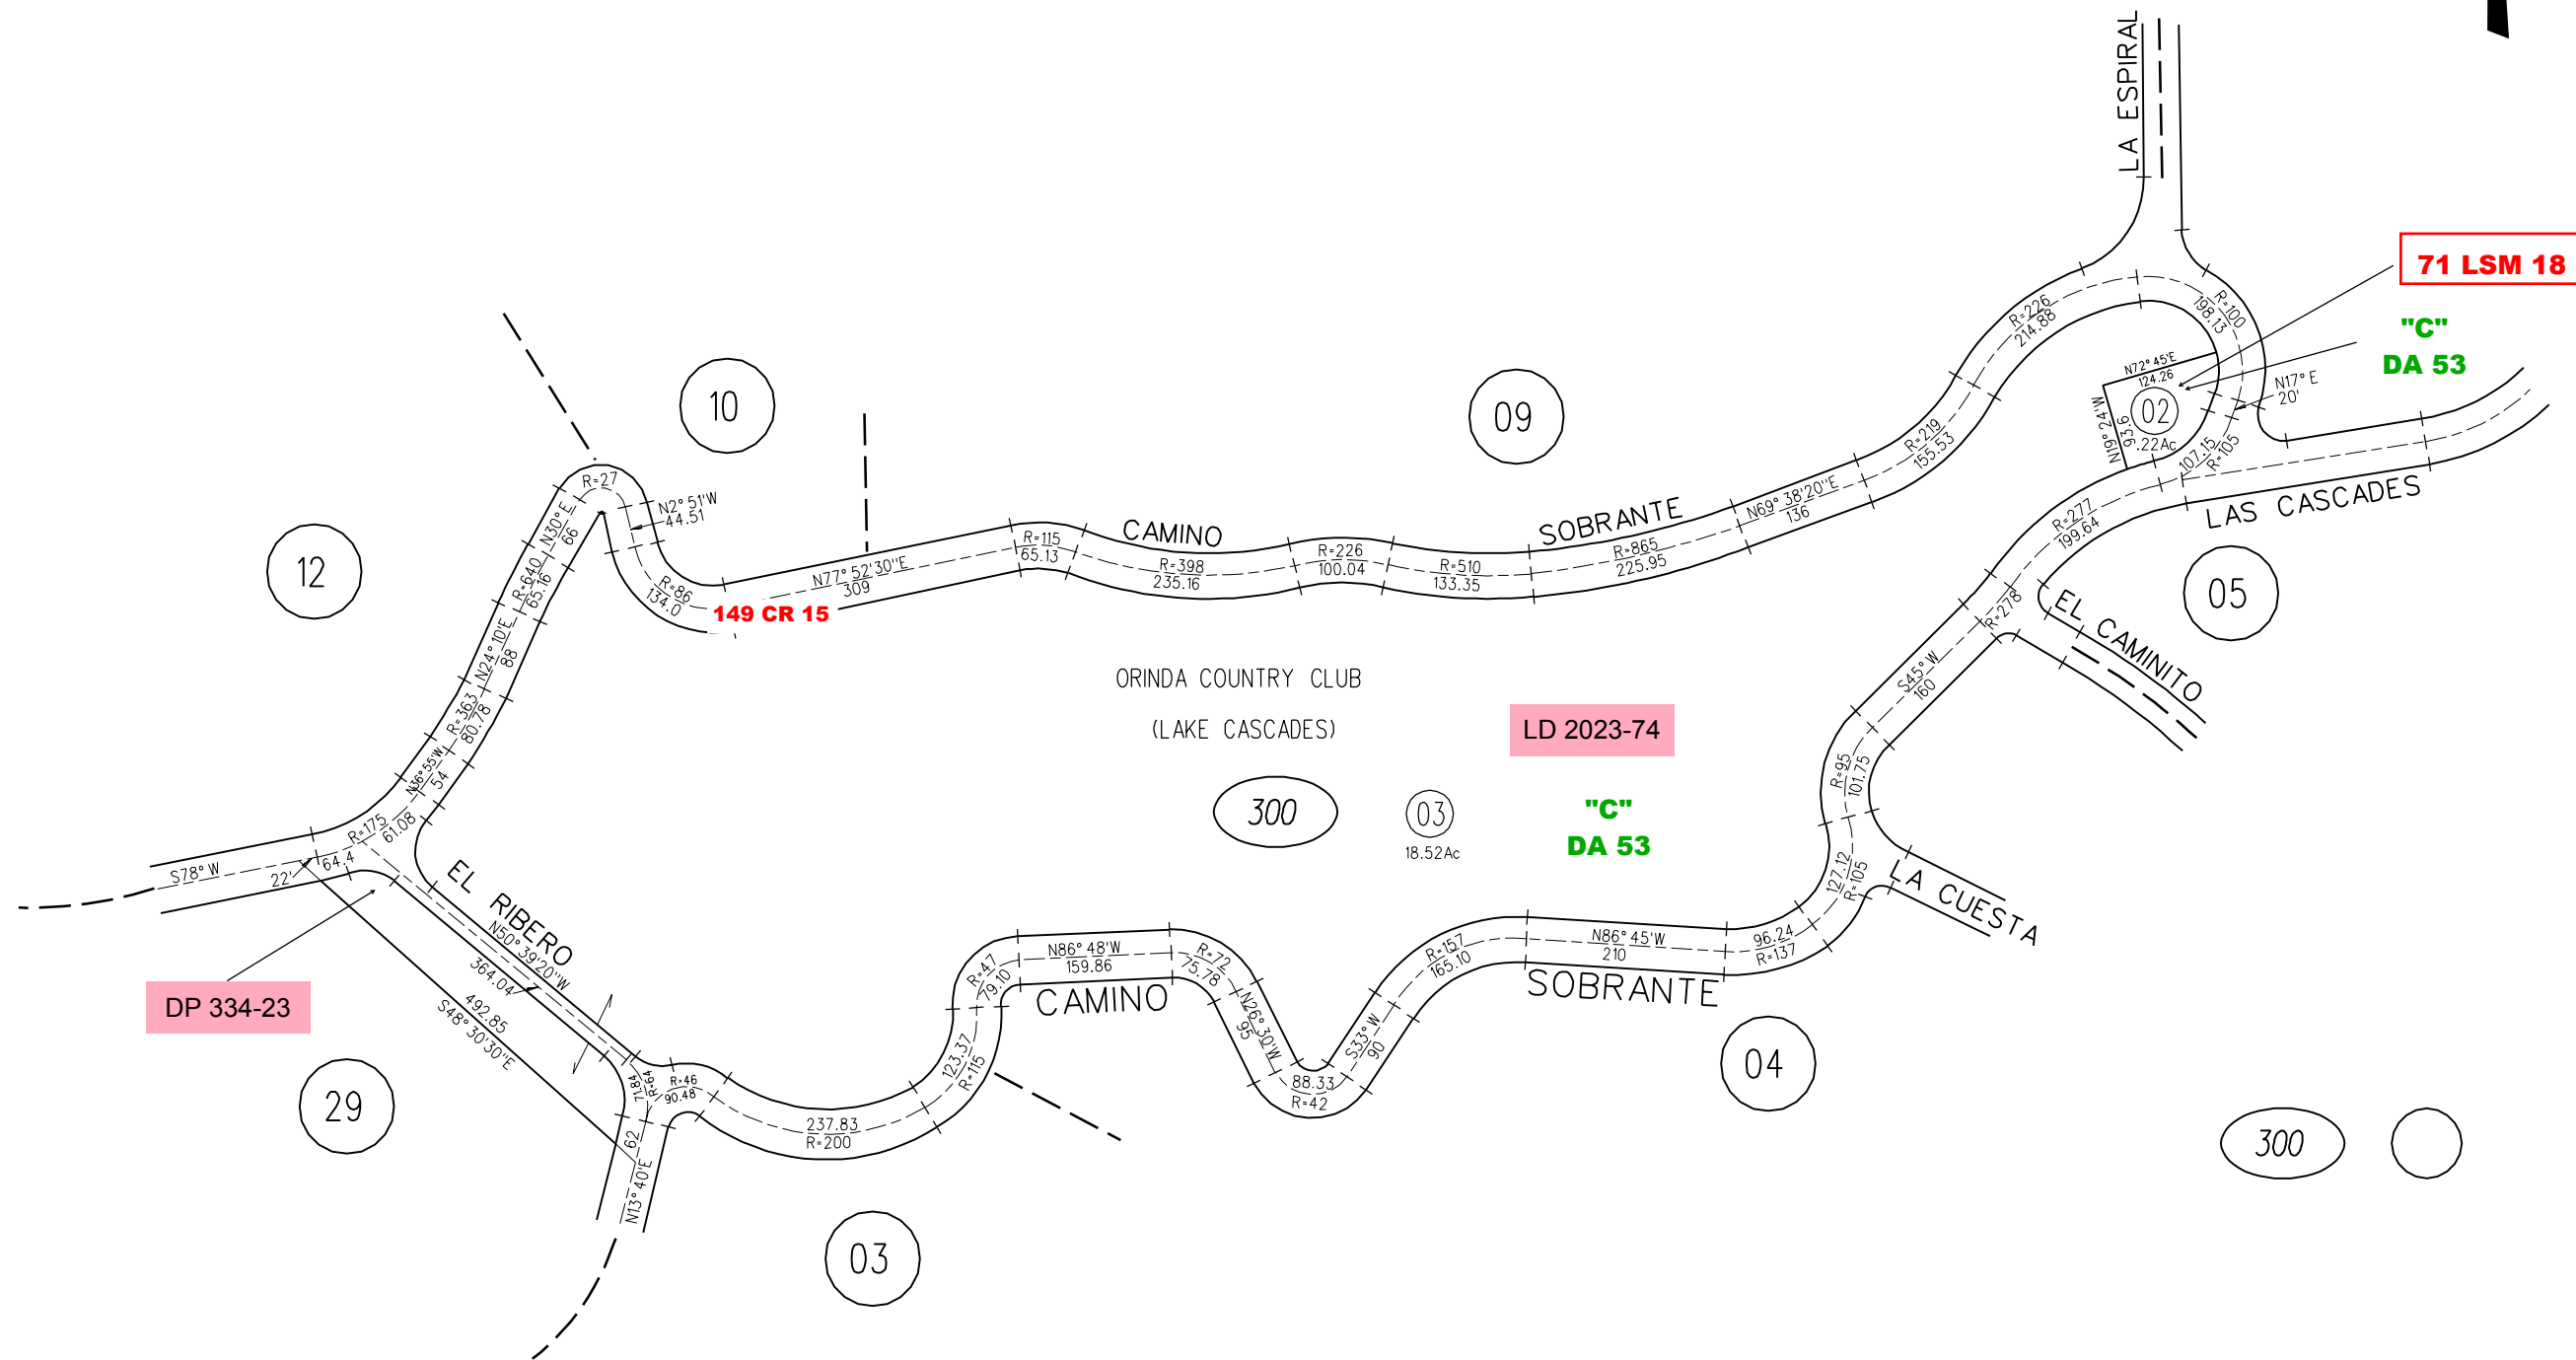 LA ESPIRAL
71 LSM 18
"C"
DA 53
R=226
214.88
R=100
198.13
N72° 45'E
124.26
02
.22Ac
N19° 24'W
93.6
N17° E
20'
107.15
R=105
LAS CASCADES
10
09
R=219
155.53
N69° 38'20"E
136
R=277
199.64
R=27
N2° 51'W
44.51
N30° E
66
CAMINO
SOBRANTE
R=115
65.13
R=398
235.16
R=226
100.04
R=510
133.35
R=865
225.95
12
R=640
65.16
R=86
134.0
N77° 52'30"E
309
149 CR 15
05
R=278
EL CAMINITO
N24° 10'E
88
ORINDA COUNTRY CLUB
(LAKE CASCADES)
LD 2023-74
S45° W
160
R=363
80.78
N36° 55'W
54
300
03
18.52Ac
"C"
DA 53
R=95
101.75
R=175
61.08
64.4
S78° W
22'
EL RIBERO
N50° 39'20"W
364.04
492.85
S48° 30'30"E
DP 334-23
127.12
R=105
LA CUESTA
R=47
79.10
N86° 48'W
159.86
R=72
75.78
CAMINO
N26° 30'W
95
R=157
165.10
N86° 45'W
210
96.24
R=137
SOBRANTE
S33° W
90
88.33
R=42
04
29
71.84
R=64
R=46
90.48
123.37
R=115
237.83
R=200
62
N13° 40'E
03
300